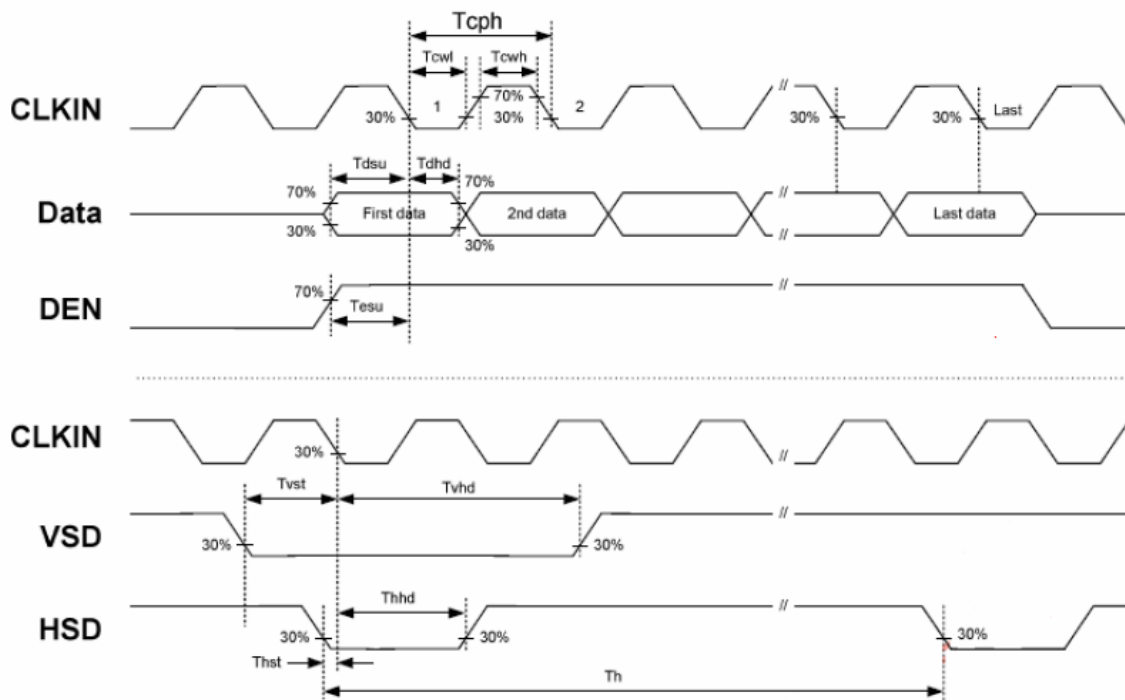 Tcph
Tcwl Tcwh
CLKIN 30% 1 70% 30% 2 // 30% 30% Last
Tdsu Tdhd
70% 70%
Data First data 2nd data // Last data
30% 30% //
70% //
DEN Tesu
CLKIN 30% //
Tvst Tvhd
VSD 30% 30% //
Thhd //
HSD 30% 30% 30%
Thst
Th